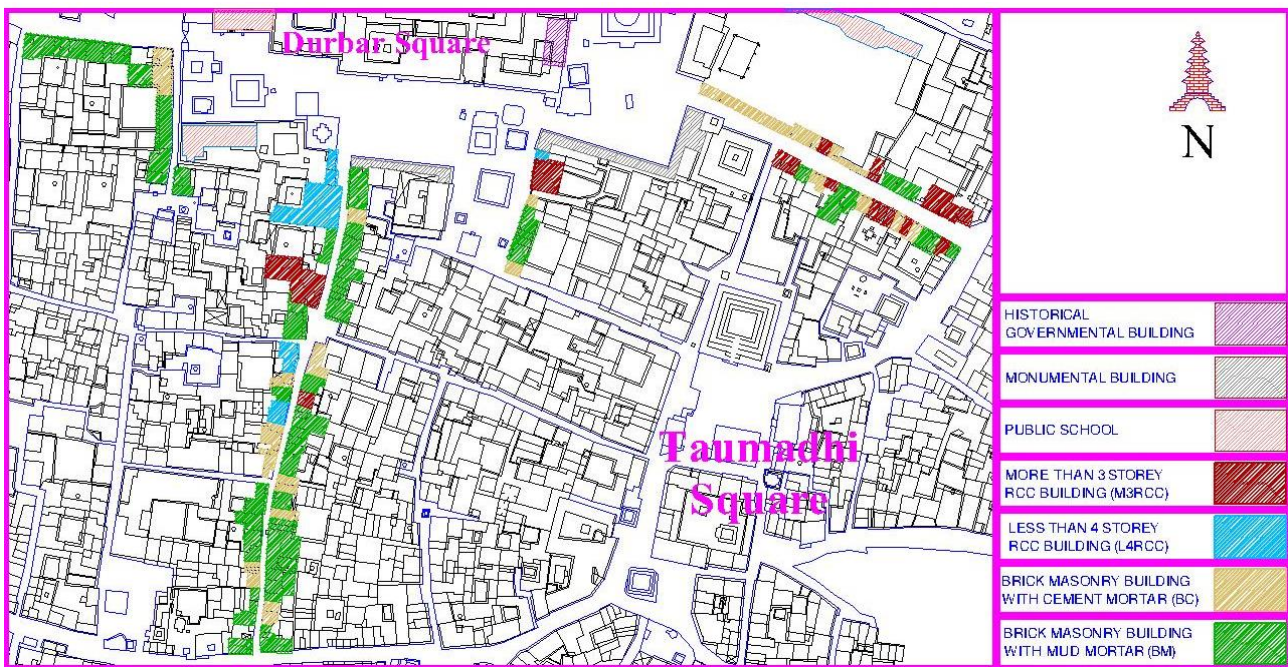 Durbar Square
Taumadhi
Square
N
HISTORICAL
GOVERNMENTAL BUILDING
MONUMENTAL BUILDING
PUBLIC SCHOOL
MORE THAN 3 STOREY
RCC BUILDING (M3RCC)
LESS THAN 4 STOREY
RCC BUILDING (L4RCC)
BRICK MASONRY BUILDING
WITH CEMENT MORTAR (BC)
BRICK MASONRY BUILDING
WITH MUD MORTAR (BM)